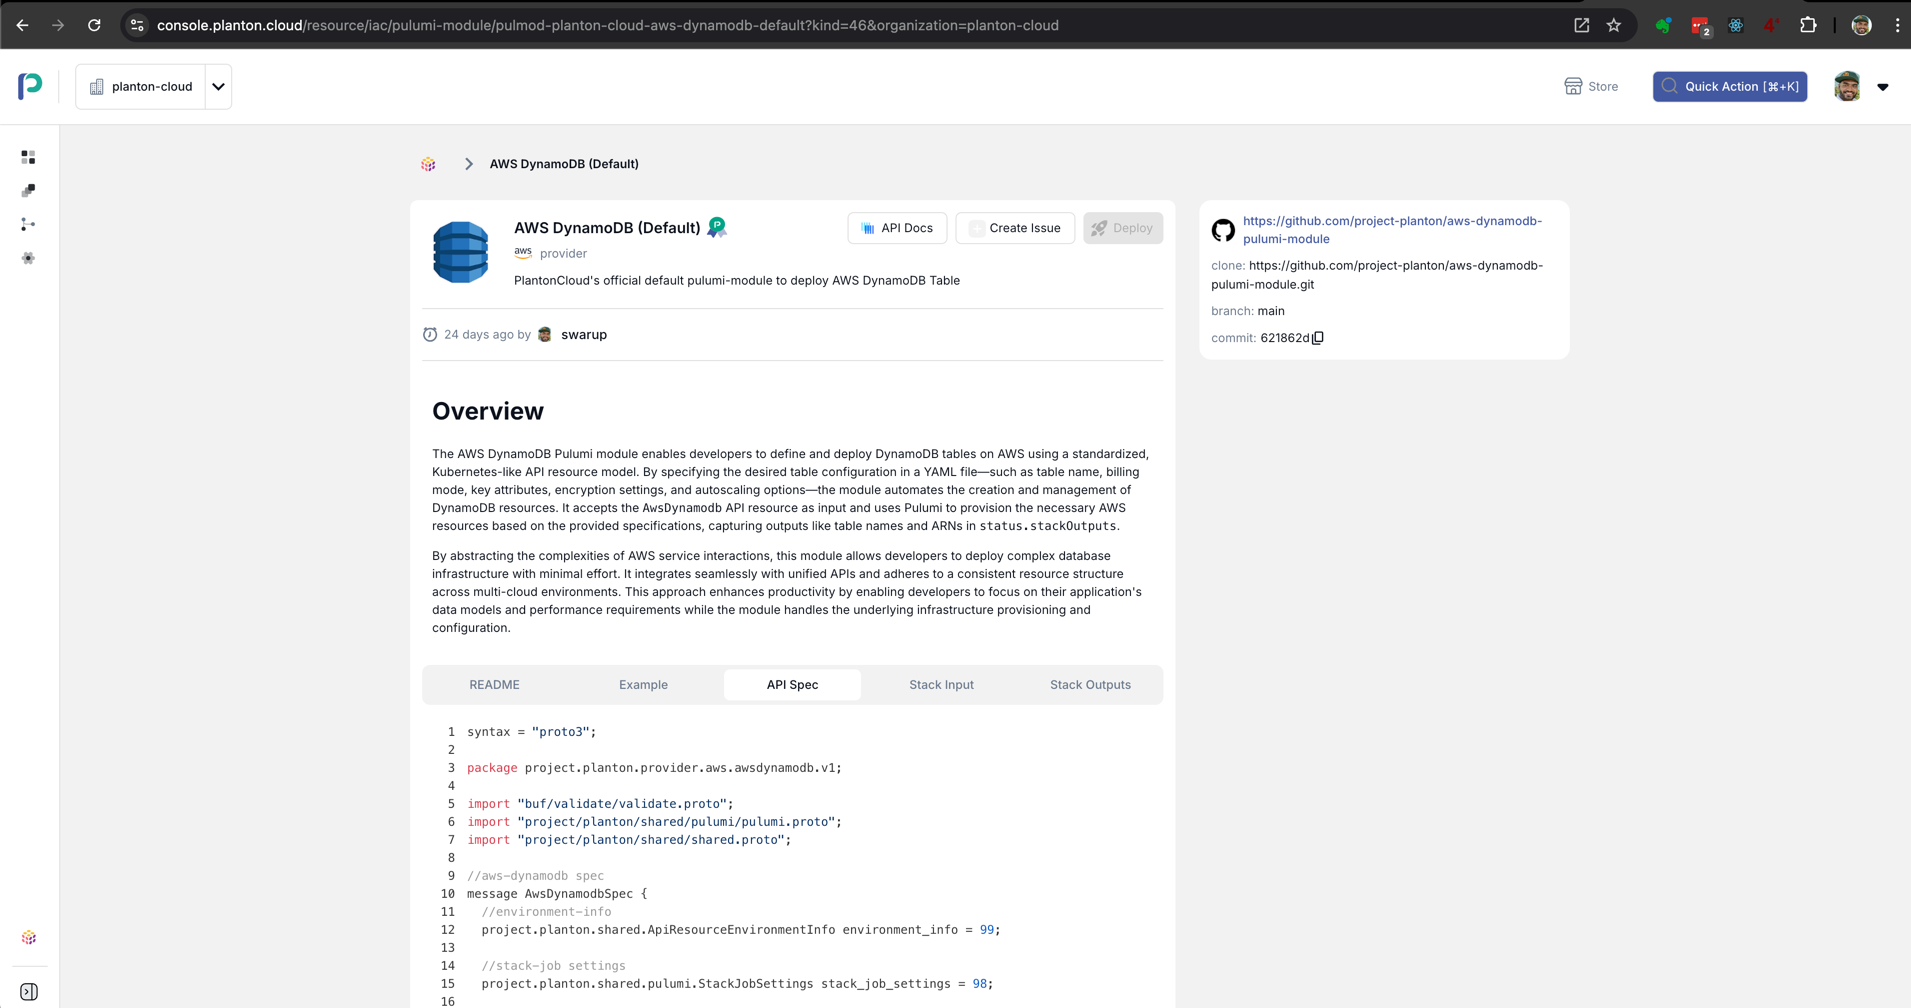 console.planton.cloud/resource/iac/pulumi-module/pulmod-planton-cloud-aws-dynamodb-default?kind=46&organization=planton-cloud
2
4
planton-cloud
Store
Quick Action [⌘+K]
AWS DynamoDB (Default)
AWS DynamoDB (Default)
API Docs
Create Issue
Deploy
aws provider
PlantonCloud's official default pulumi-module to deploy AWS DynamoDB Table
24 days ago by swarup
https://github.com/project-planton/aws-dynamodb-
pulumi-module
clone: https://github.com/project-planton/aws-dynamodb-
pulumi-module.git
branch: main
commit: 621862d
Overview
The AWS DynamoDB Pulumi module enables developers to define and deploy DynamoDB tables on AWS using a standardized,
Kubernetes-like API resource model. By specifying the desired table configuration in a YAML file—such as table name, billing
mode, key attributes, encryption settings, and autoscaling options—the module automates the creation and management of
DynamoDB resources. It accepts the AwsDynamodb API resource as input and uses Pulumi to provision the necessary AWS
resources based on the provided specifications, capturing outputs like table names and ARNs in status.stackOutputs.
By abstracting the complexities of AWS service interactions, this module allows developers to deploy complex database
infrastructure with minimal effort. It integrates seamlessly with unified APIs and adheres to a consistent resource structure
across multi-cloud environments. This approach enhances productivity by enabling developers to focus on their application's
data models and performance requirements while the module handles the underlying infrastructure provisioning and
configuration.
README
Example
API Spec
Stack Input
Stack Outputs
1 syntax = "proto3";
2
3 package project.planton.provider.aws.awsdynamodb.v1;
4
5 import "buf/validate/validate.proto";
6 import "project/planton/shared/pulumi/pulumi.proto";
7 import "project/planton/shared/shared.proto";
8
9 //aws-dynamodb spec
10 message AwsDynamodbSpec {
11 //environment-info
12 project.planton.shared.ApiResourceEnvironmentInfo environment_info = 99;
13
14 //stack-job settings
15 project.planton.shared.pulumi.StackJobSettings stack_job_settings = 98;
16